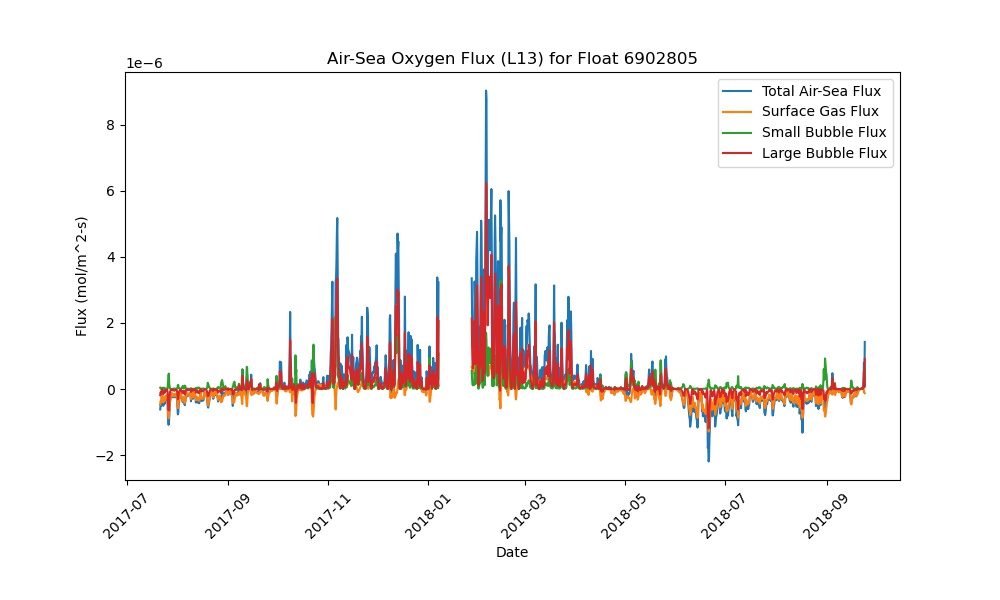 Air-Sea Oxygen Flux (L13) for Float 6902805
1e−6
Total Air-Sea Flux
Surface Gas Flux
Small Bubble Flux
Large Bubble Flux
8
6
4
2
0
−2
Flux (mol/m^2-s)
2017-07
2017-09
2017-11
2018-01
2018-03
2018-05
2018-07
2018-09
Date